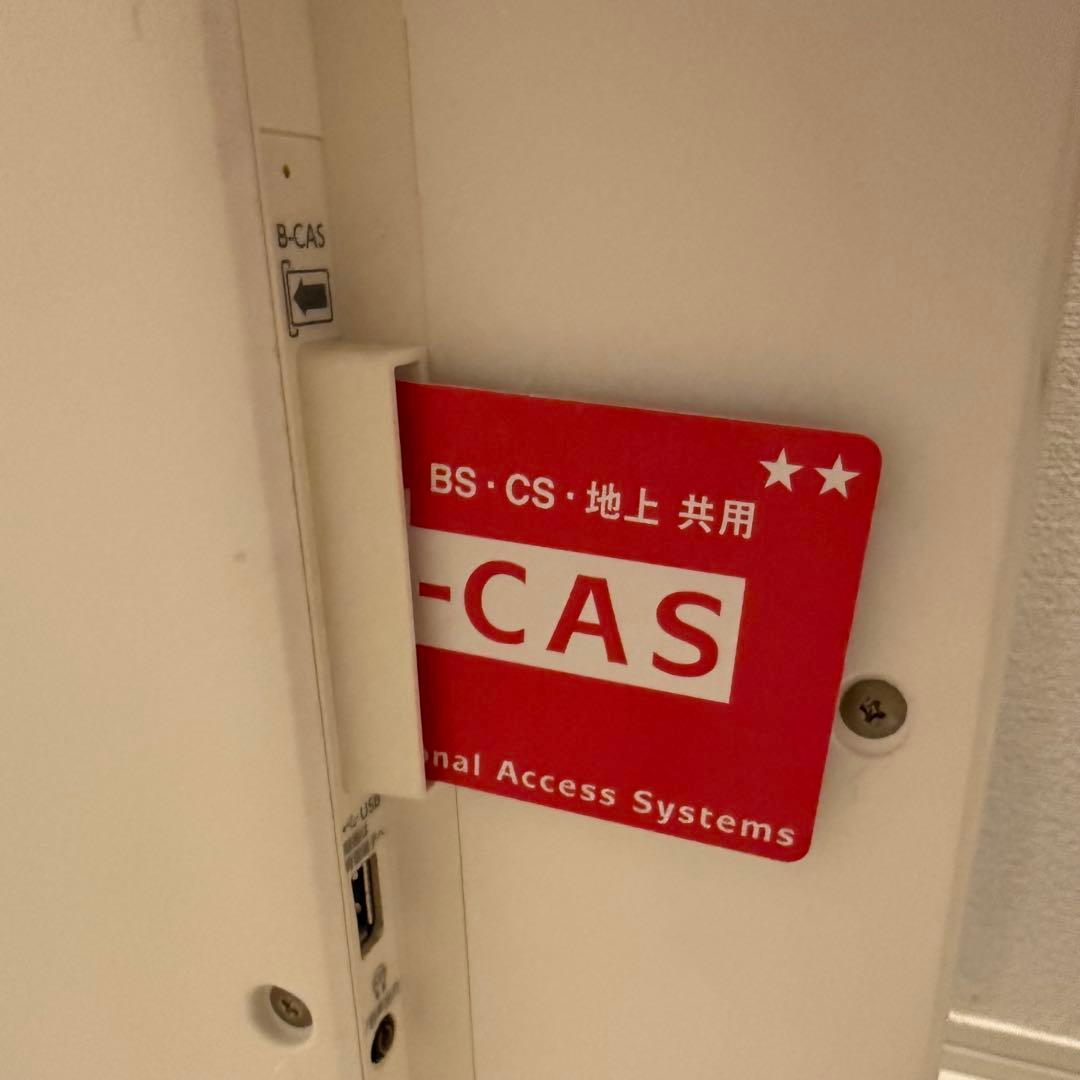 B-CAS
★★
BS・CS・地上 共用
-CAS
onal Access Systems
USB